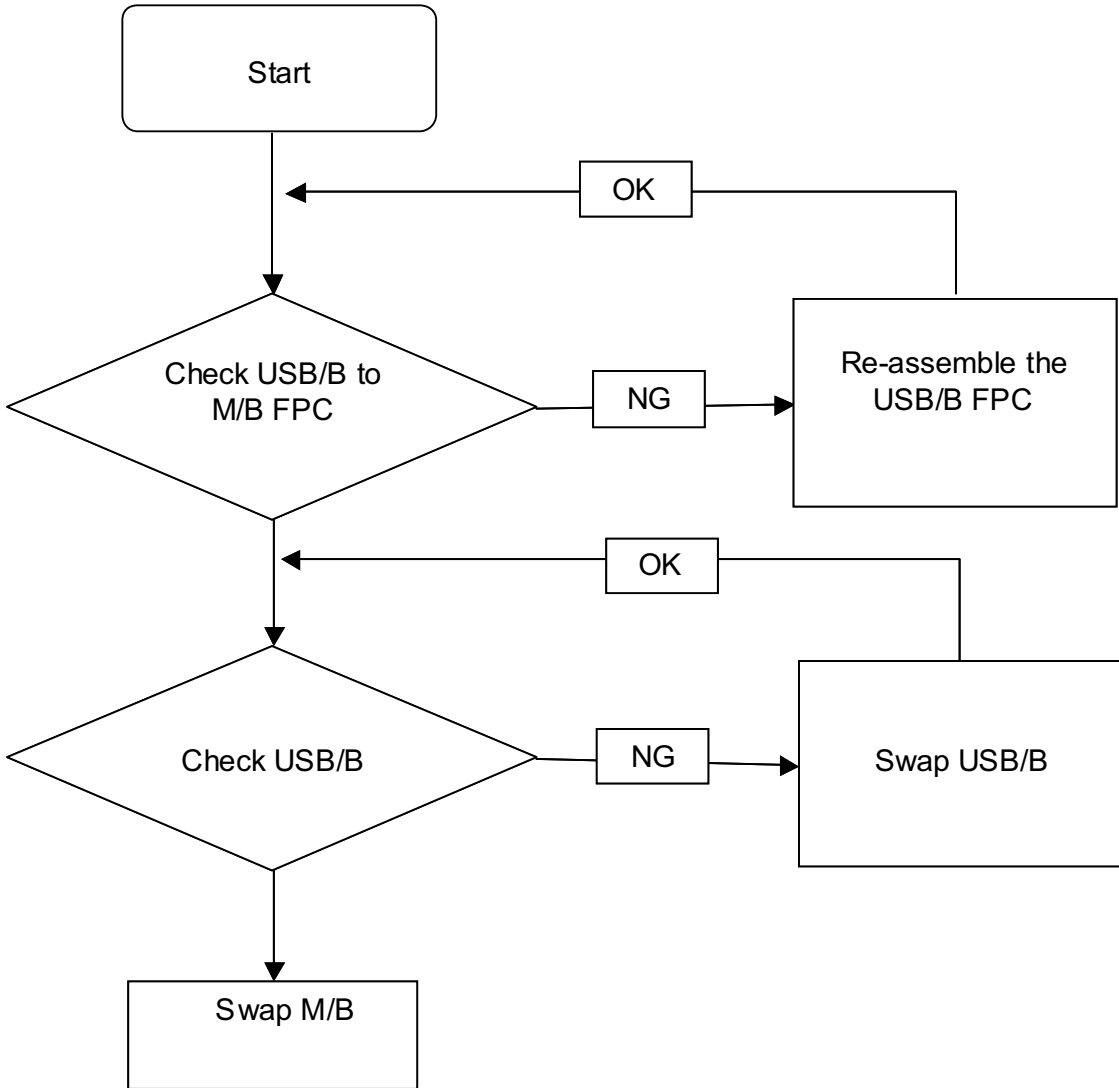 Start
OK
Check USB/B to
M/B FPC
NG
Re-assemble the
USB/B FPC
OK
Check USB/B
NG
Swap USB/B
Swap M/B